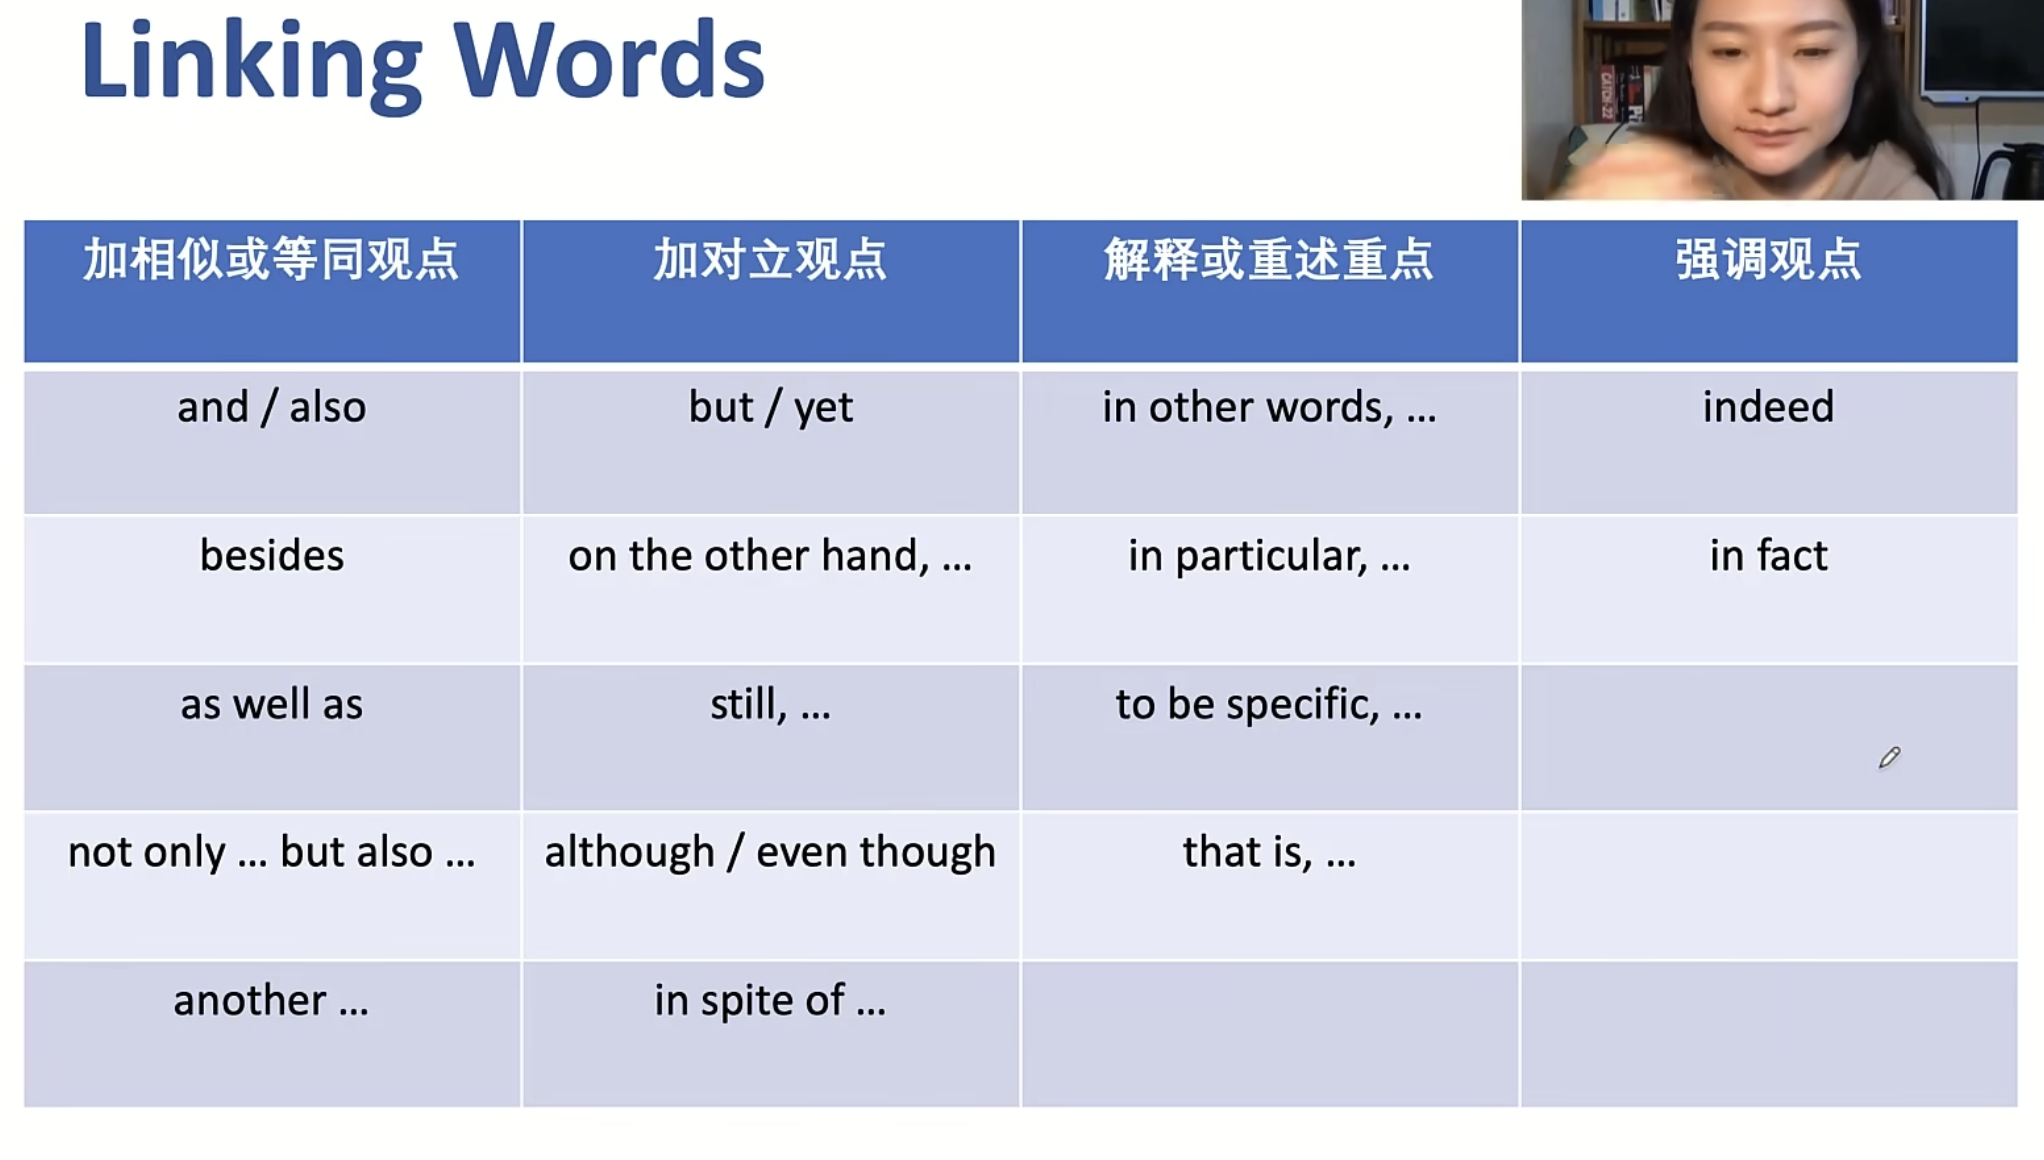 Linking Words
CATCH-22
加相似或等同观点 加对立观点 解释或重述重点 强调观点
and / also but / yet in other words, ... indeed
besides on the other hand, ... in particular, ... in fact
as well as still, ... to be specific, ...
not only ... but also ... although / even though that is, ...
another ... in spite of ...